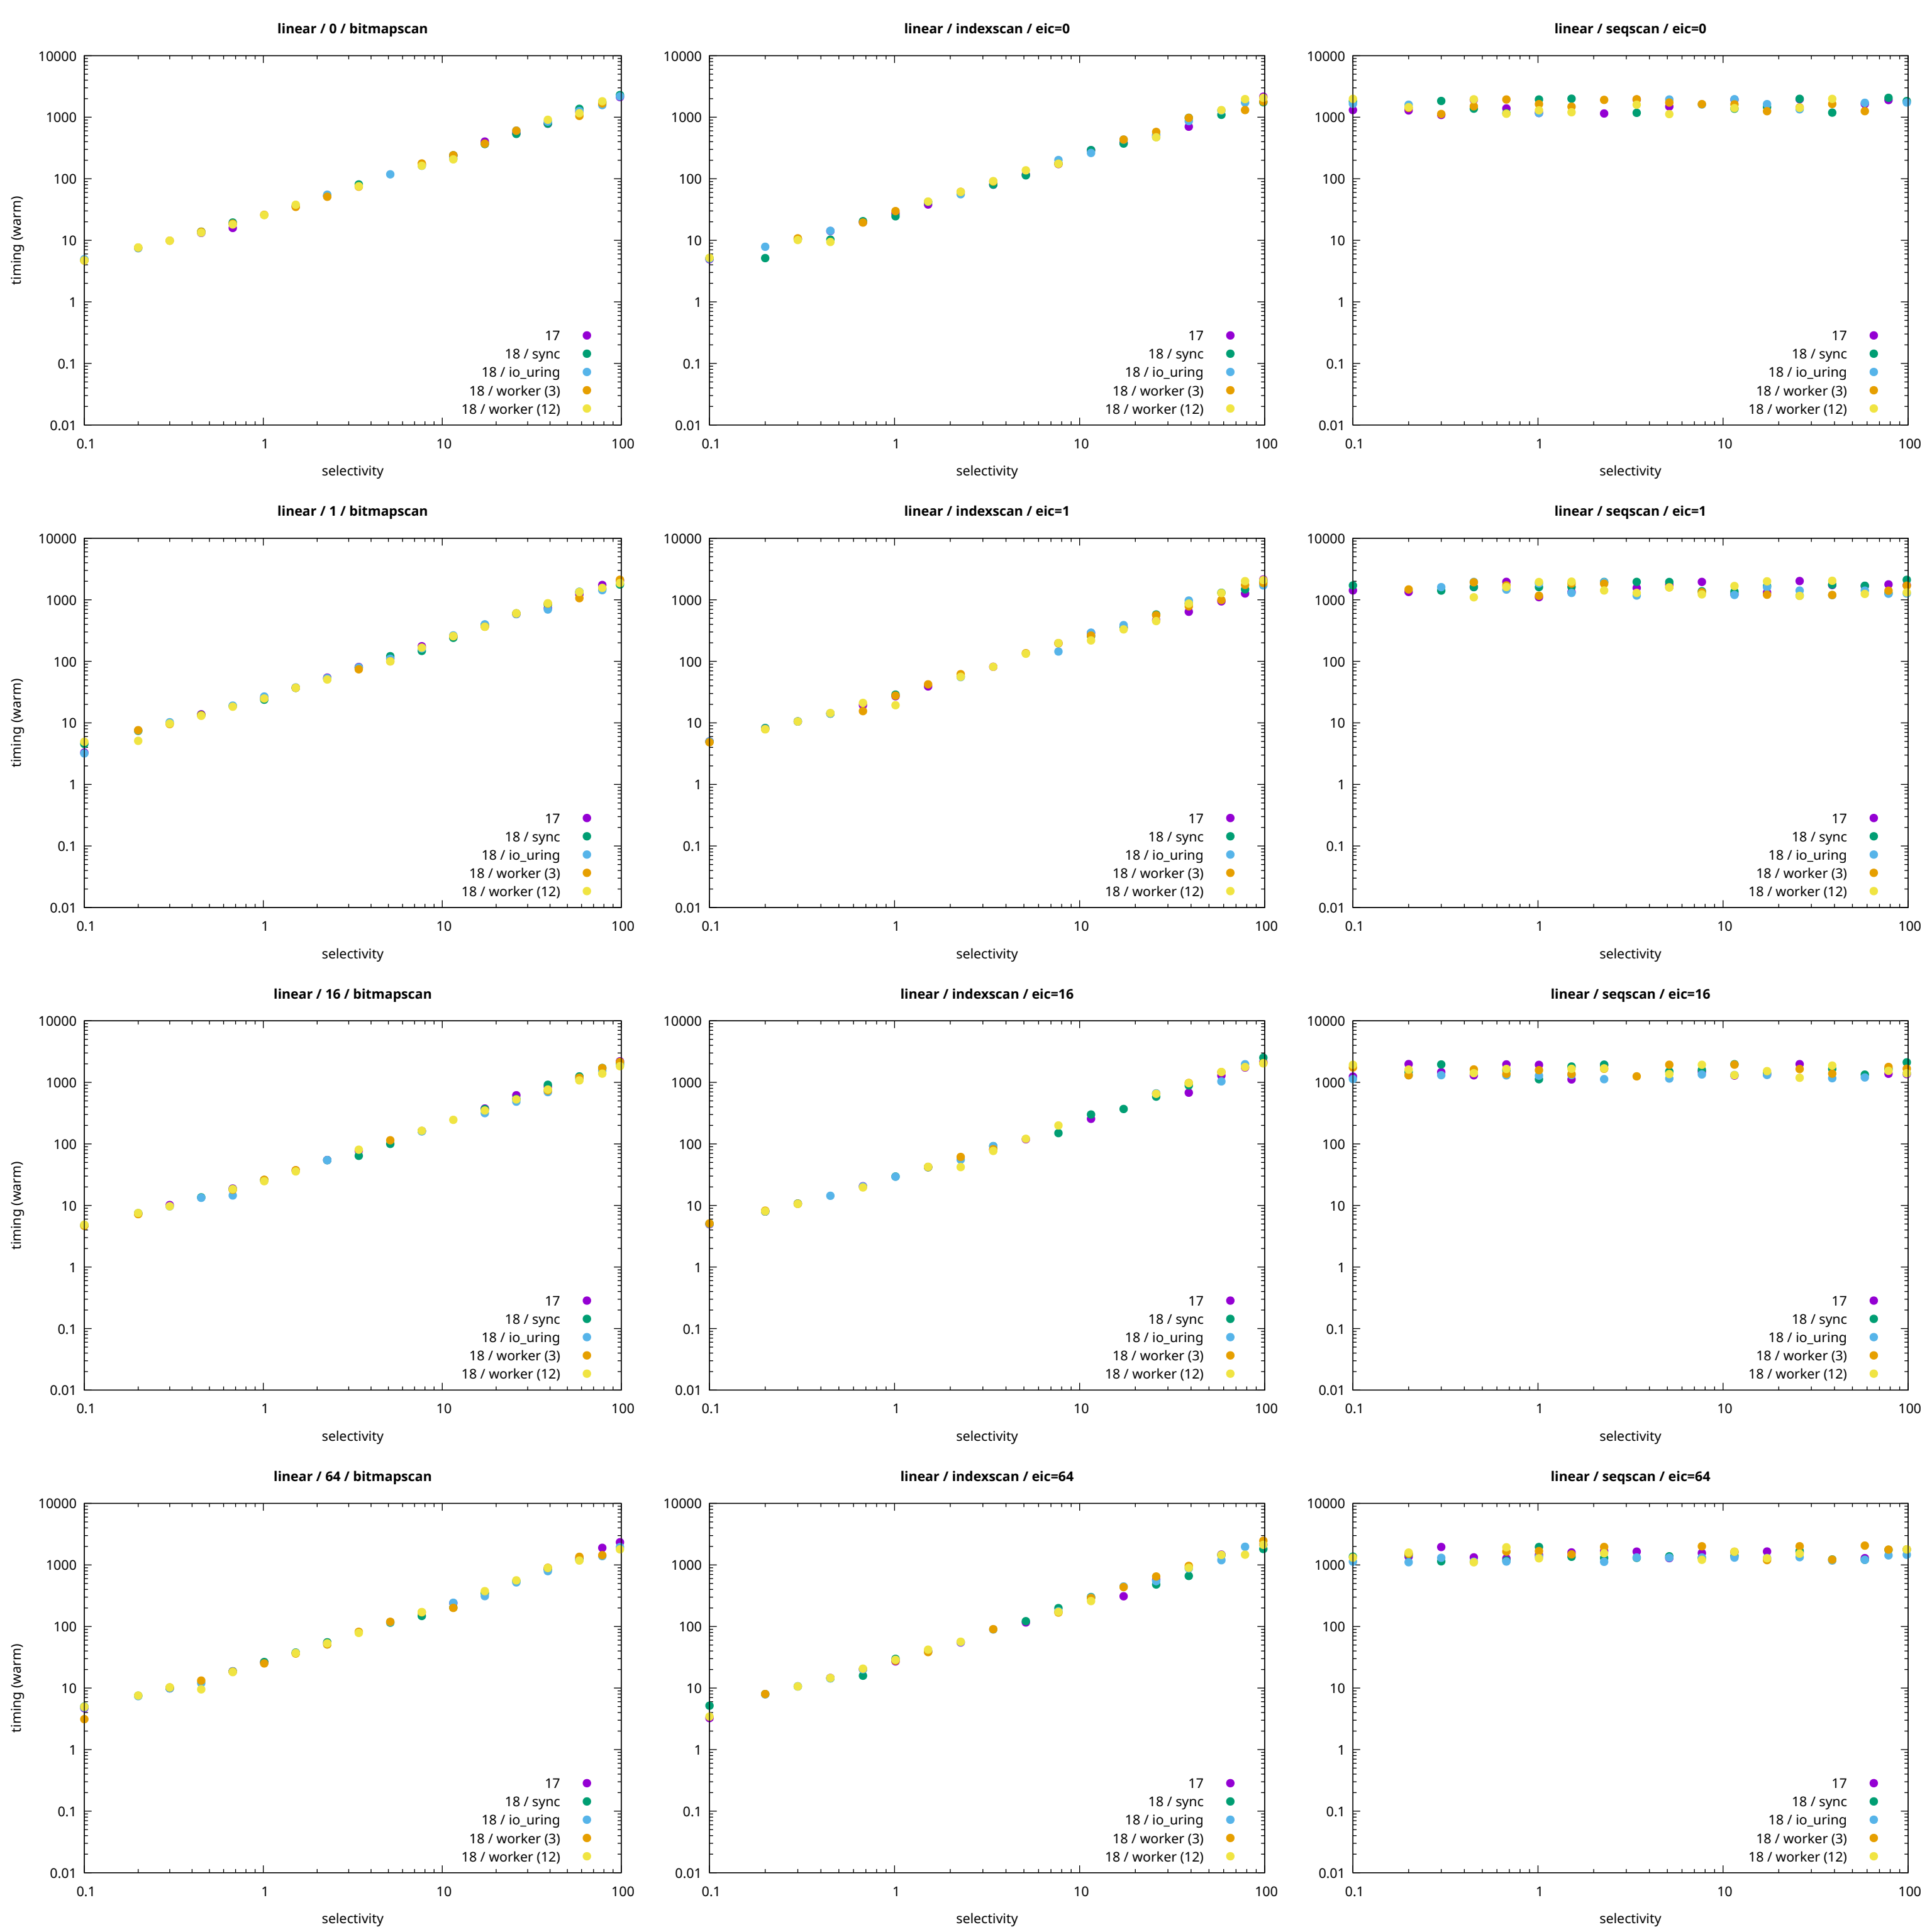 linear / 0 / bitmapscan
timing (warm)
10000
1000
100
10
1
0.1
0.01
17
18 / sync
18 / io_uring
18 / worker (3)
18 / worker (12)
0.1 1 10 100
selectivity
linear / indexscan / eic=0
10000
1000
100
10
1
0.1
0.01
17
18 / sync
18 / io_uring
18 / worker (3)
18 / worker (12)
0.1 1 10 100
selectivity
linear / seqscan / eic=0
10000
1000
100
10
1
0.1
0.01
17
18 / sync
18 / io_uring
18 / worker (3)
18 / worker (12)
0.1 1 10 100
selectivity
linear / 1 / bitmapscan
timing (warm)
10000
1000
100
10
1
0.1
0.01
17
18 / sync
18 / io_uring
18 / worker (3)
18 / worker (12)
0.1 1 10 100
selectivity
linear / indexscan / eic=1
10000
1000
100
10
1
0.1
0.01
17
18 / sync
18 / io_uring
18 / worker (3)
18 / worker (12)
0.1 1 10 100
selectivity
linear / seqscan / eic=1
10000
1000
100
10
1
0.1
0.01
17
18 / sync
18 / io_uring
18 / worker (3)
18 / worker (12)
0.1 1 10 100
selectivity
linear / 16 / bitmapscan
timing (warm)
10000
1000
100
10
1
0.1
0.01
17
18 / sync
18 / io_uring
18 / worker (3)
18 / worker (12)
0.1 1 10 100
selectivity
linear / indexscan / eic=16
10000
1000
100
10
1
0.1
0.01
17
18 / sync
18 / io_uring
18 / worker (3)
18 / worker (12)
0.1 1 10 100
selectivity
linear / seqscan / eic=16
10000
1000
100
10
1
0.1
0.01
17
18 / sync
18 / io_uring
18 / worker (3)
18 / worker (12)
0.1 1 10 100
selectivity
linear / 64 / bitmapscan
timing (warm)
10000
1000
100
10
1
0.1
0.01
17
18 / sync
18 / io_uring
18 / worker (3)
18 / worker (12)
0.1 1 10 100
selectivity
linear / indexscan / eic=64
10000
1000
100
10
1
0.1
0.01
17
18 / sync
18 / io_uring
18 / worker (3)
18 / worker (12)
0.1 1 10 100
selectivity
linear / seqscan / eic=64
10000
1000
100
10
1
0.1
0.01
17
18 / sync
18 / io_uring
18 / worker (3)
18 / worker (12)
0.1 1 10 100
selectivity